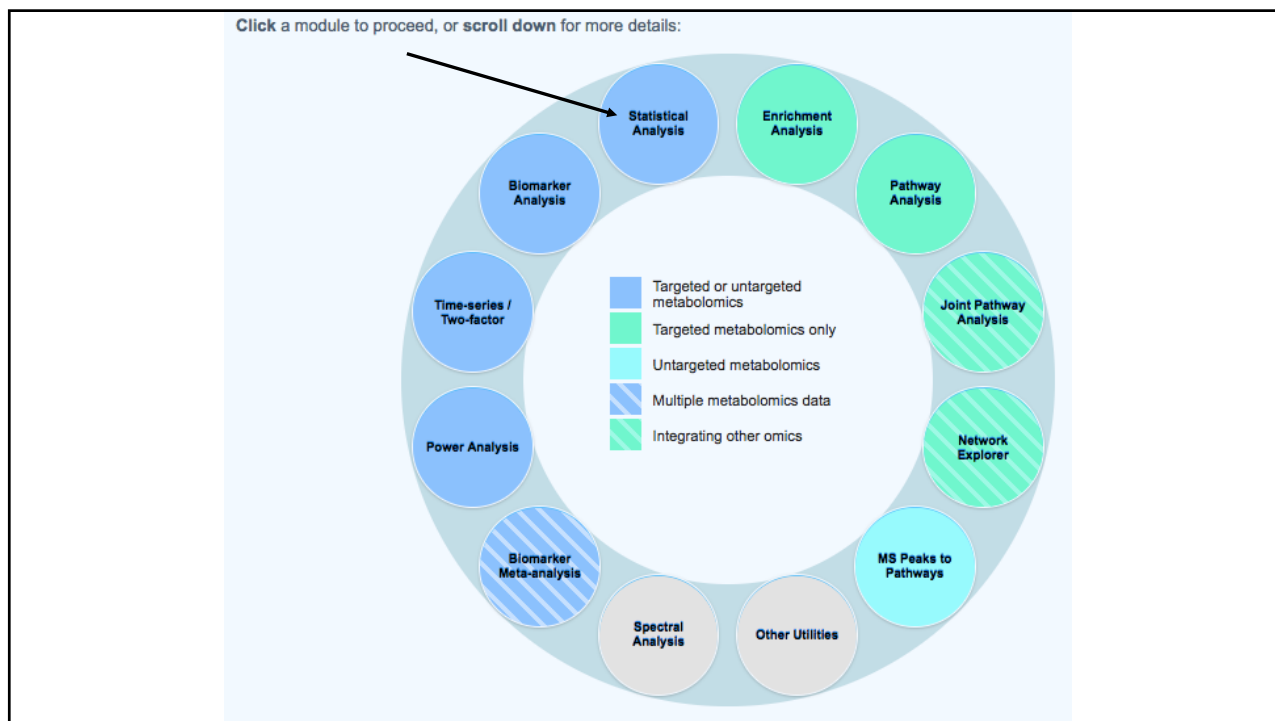 Click a module to proceed, or scroll down for more details:
Statistical
Analysis
Enrichment
Analysis
Biomarker
Analysis
Pathway
Analysis
Time-series /
Two-factor
Targeted or untargeted
metabolomics
Joint Pathway
Analysis
Targeted metabolomics only
Untargeted metabolomics
Multiple metabolomics data
Integrating other omics
Power Analysis
Network
Explorer
Biomarker
Meta-analysis
MS Peaks to
Pathways
Spectral
Analysis
Other Utilities